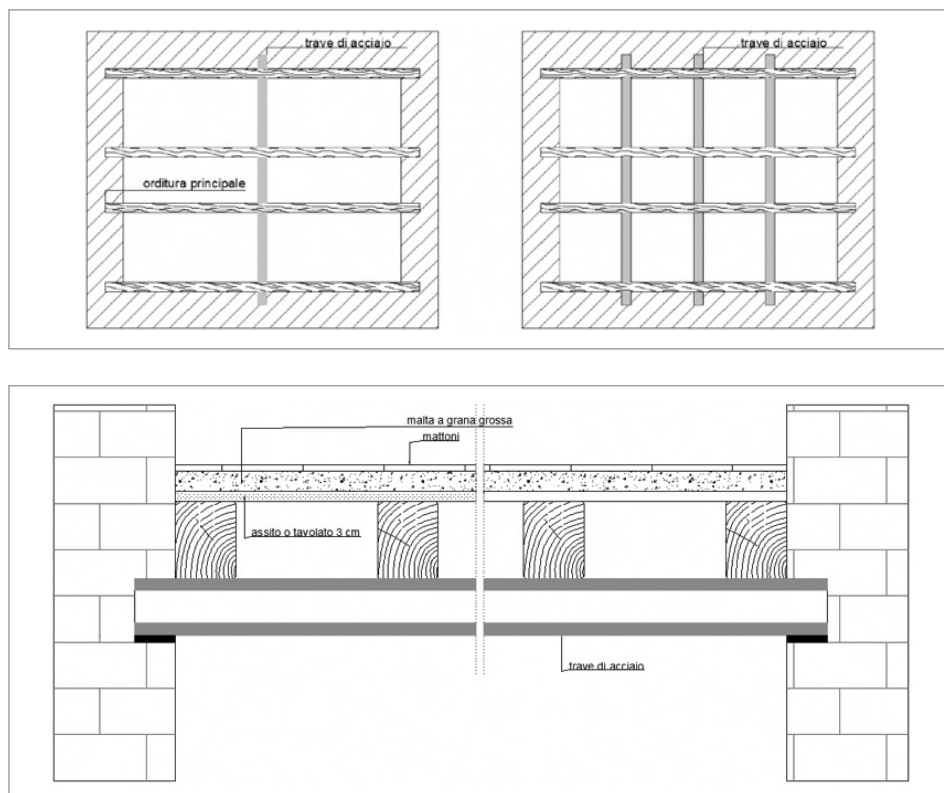 trave di acciaio
trave di acciaio
orditura principale
malta a grana grossa
mattoni
assito o tavolato 3 cm
trave di acciaio